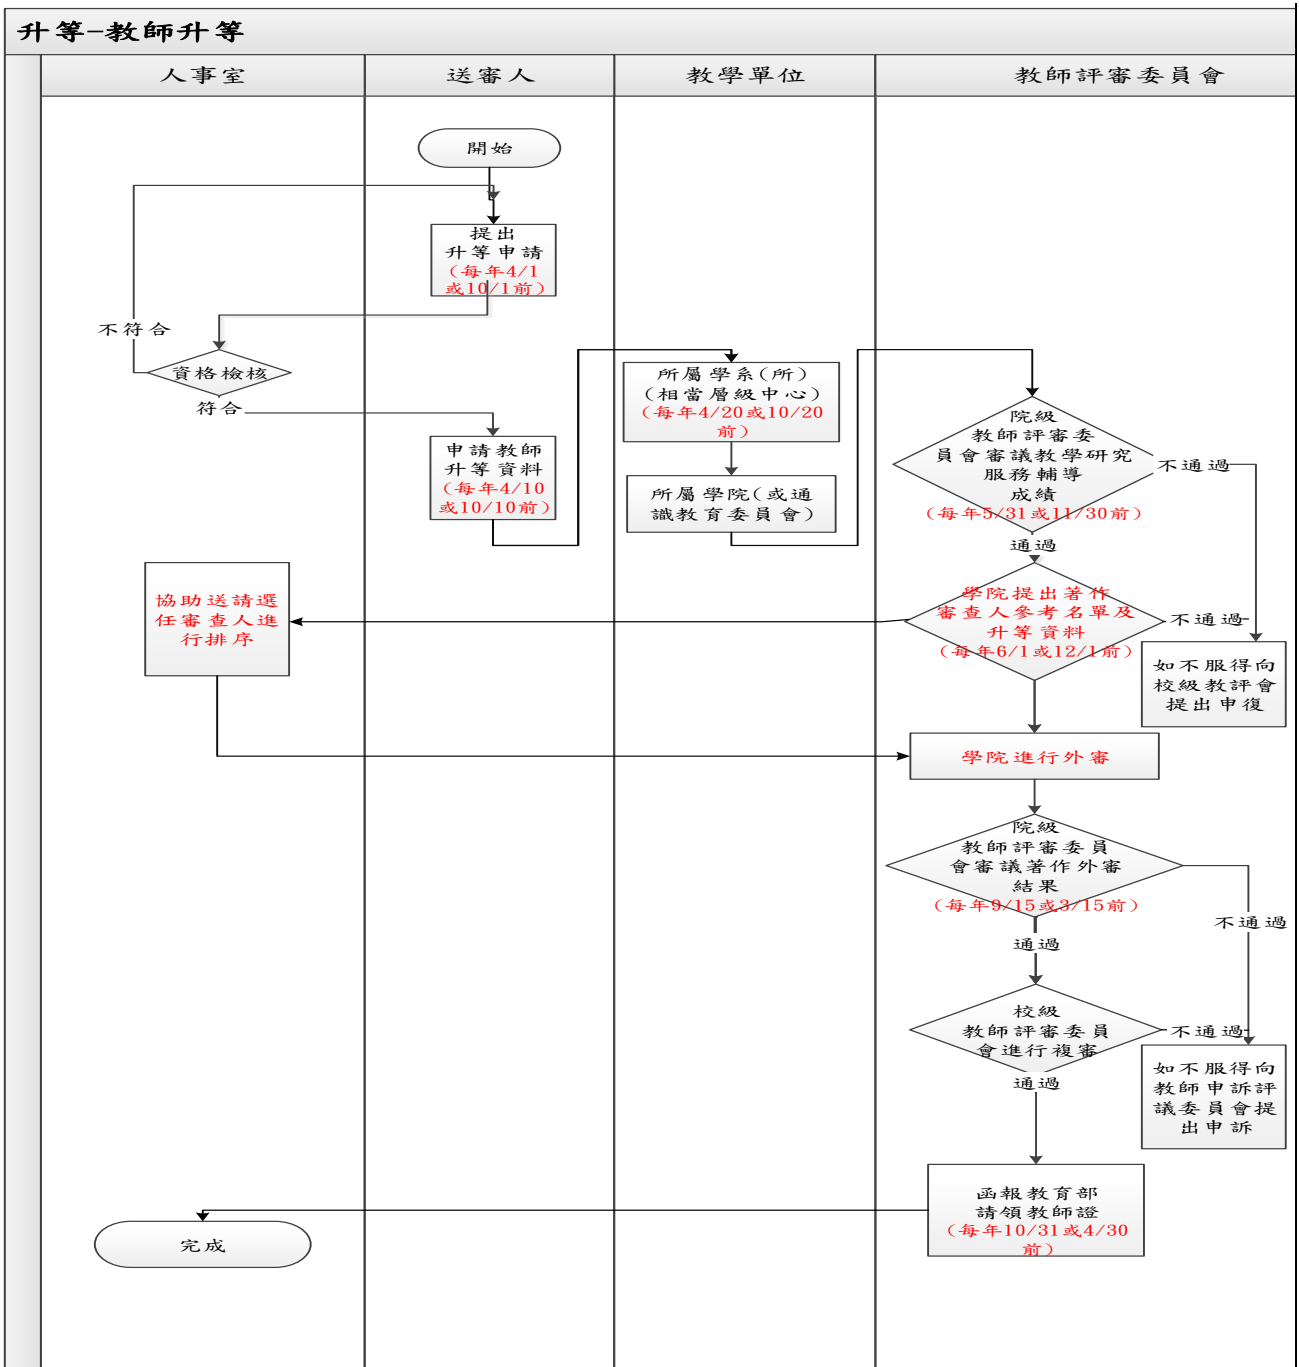 升等-教師升等
人事室
送審人
教學單位
教師評審委員會
開始
提出
升等申請
(每年4/1
或10/1前)
不符合
資格檢核
符合
申請教師
升等資料
(每年4/10
或10/10前)
所屬學系(所)
(相當層級中心)
(每年4/20或10/20
前)
所屬學院(或通
識教育委員會)
院級
教師評審委
員會審議教學研究
服務輔導
成績
(每年5/31或11/30前)
不通過
通過
學院提出著作
審查人參考名單及
升等資料
(每年6/1或12/1前)
不通過
協助送請選
任審查人進
行排序
如不服得向
校級教評會
提出申復
學院進行外審
院級
教師評審委員
會審議著作外審
結果
(每年9/15或3/15前)
不通過
通過
校級
教師評審委員
會進行複審
不通過
通過
如不服得向
教師申訴評
議委員會提
出申訴
函報教育部
請領教師證
(每年10/31或4/30
前)
完成